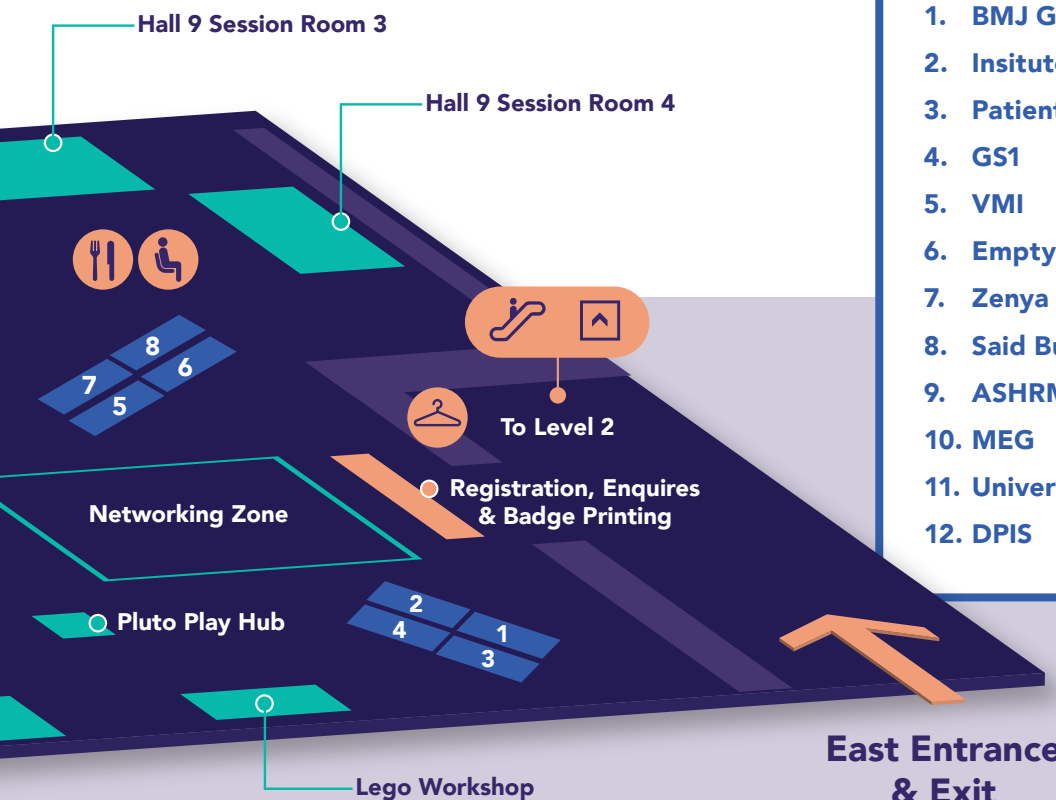 Hall 9 Session Room 3
Hall 9 Session Room 4
8
6
7
5
To Level 2
Registration, Enquires
& Badge Printing
Networking Zone
Pluto Play Hub
2
1
4
3
Lego Workshop
East Entrance
& Exit
1. BMJ G
2. Insitut
3. Patient
4. GS1
5. VMI
6. Empty
7. Zenya
8. Said Bu
9. ASHRM
10. MEG
11. Univer
12. DPIS